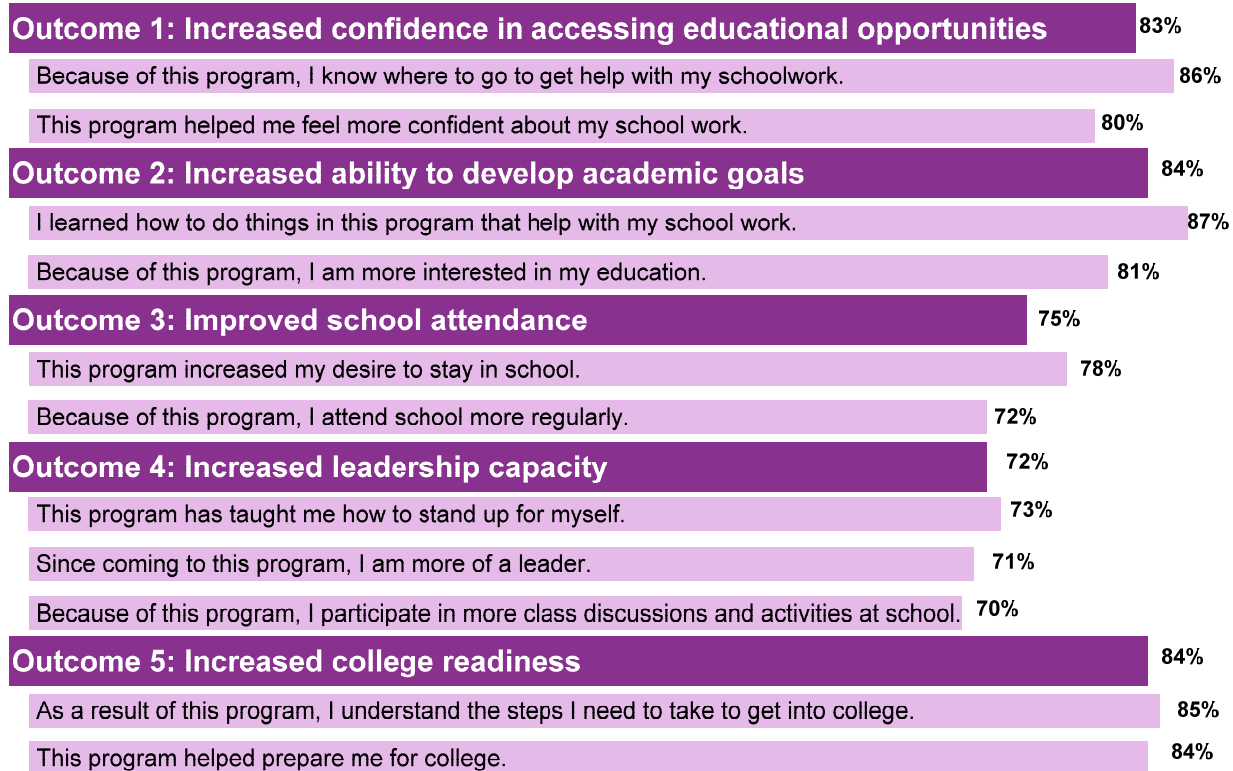 Outcome 1: Increased confidence in accessing educational opportunities 83%
Because of this program, I know where to go to get help with my schoolwork. 86%
This program helped me feel more confident about my school work. 80%
Outcome 2: Increased ability to develop academic goals 84%
I learned how to do things in this program that help with my school work. 87%
Because of this program, I am more interested in my education. 81%
Outcome 3: Improved school attendance 75%
This program increased my desire to stay in school. 78%
Because of this program, I attend school more regularly. 72%
Outcome 4: Increased leadership capacity 72%
This program has taught me how to stand up for myself. 73%
Since coming to this program, I am more of a leader. 71%
Because of this program, I participate in more class discussions and activities at school. 70%
Outcome 5: Increased college readiness 84%
As a result of this program, I understand the steps I need to take to get into college. 85%
This program helped prepare me for college. 84%